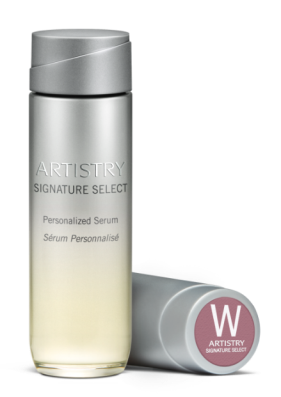 ARTISTRY
SIGNATURE SELECT
Personalized Serum
Sérum Personnalisé
W
ARTISTRY
SIGNATURE SELECT